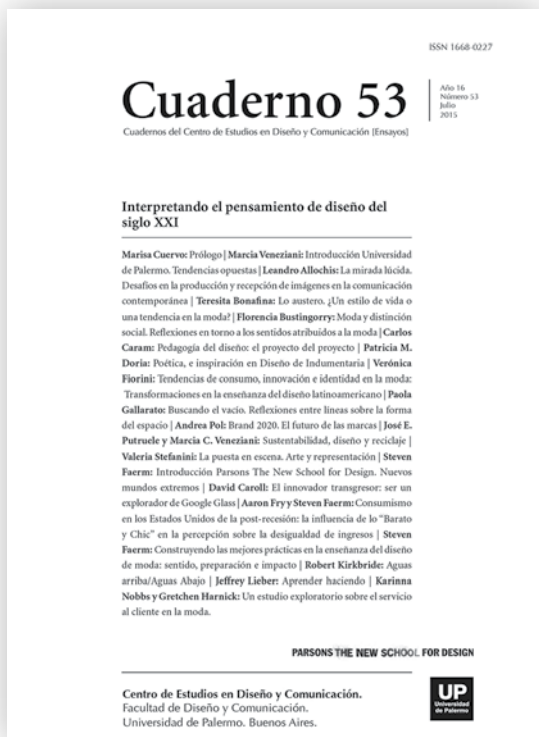 ISSN 1668-0227
Cuaderno 53
Cuadernos del Centro de Estudios en Diseño y Comunicación [Ensayos]
Año 16
Número 53
Julio
2015
Interpretando el pensamiento de diseño del
siglo XXI
Marisa Cuervo: Prólogo | Marcia Veneziani: Introducción Universidad
de Palermo. Tendencias opuestas | Leandro Allochis: La mirada lúcida.
Desafíos en la producción y recepción de imágenes en la comunicación
contemporánea | Teresita Bonafina: Lo austero. ¿Un estilo de vida o
una tendencia en la moda? | Florencia Bustingorry: Moda y distinción
social. Reflexiones en torno a los sentidos atribuidos a la moda | Carlos
Caram: Pedagogía del diseño: el proyecto del proyecto | Patricia M.
Doria: Poética, e inspiración en Diseño de Indumentaria | Verónica
Fiorini: Tendencias de consumo, innovación e identidad en la moda:
Transformaciones en la enseñanza del diseño latinoamericano | Paola
Gallarato: Buscando el vacío. Reflexiones entre líneas sobre la forma
del espacio | Andrea Pol: Brand 2020. El futuro de las marcas | José E.
Putruele y Marcia C. Veneziani: Sustentabilidad, diseño y reciclaje |
Valeria Stefanini: La puesta en escena. Arte y representación | Steven
Faerm: Introducción Parsons The New School for Design. Nuevos
mundos extremos | David Caroll: El innovador transgresor: ser un
explorador de Google Glass | Aaron Fry y Steven Faerm: Consumismo
en los Estados Unidos de la post-recesión: la influencia de lo "Barato
y Chic" en la percepción sobre la desigualdad de ingresos | Steven
Faerm: Construyendo las mejores prácticas en la enseñanza del diseño
de moda: sentido, preparación e impacto | Robert Kirkbride: Aguas
arriba/Aguas Abajo | Jeffrey Lieber: Aprender haciendo | Karinna
Nobbs y Gretchen Harnick: Un estudio exploratorio sobre el servicio
al cliente en la moda.
PARSONS THE NEW SCHOOL FOR DESIGN
Centro de Estudios en Diseño y Comunicación.
Facultad de Diseño y Comunicación.
Universidad de Palermo. Buenos Aires.
UP
Universidad
de Palermo